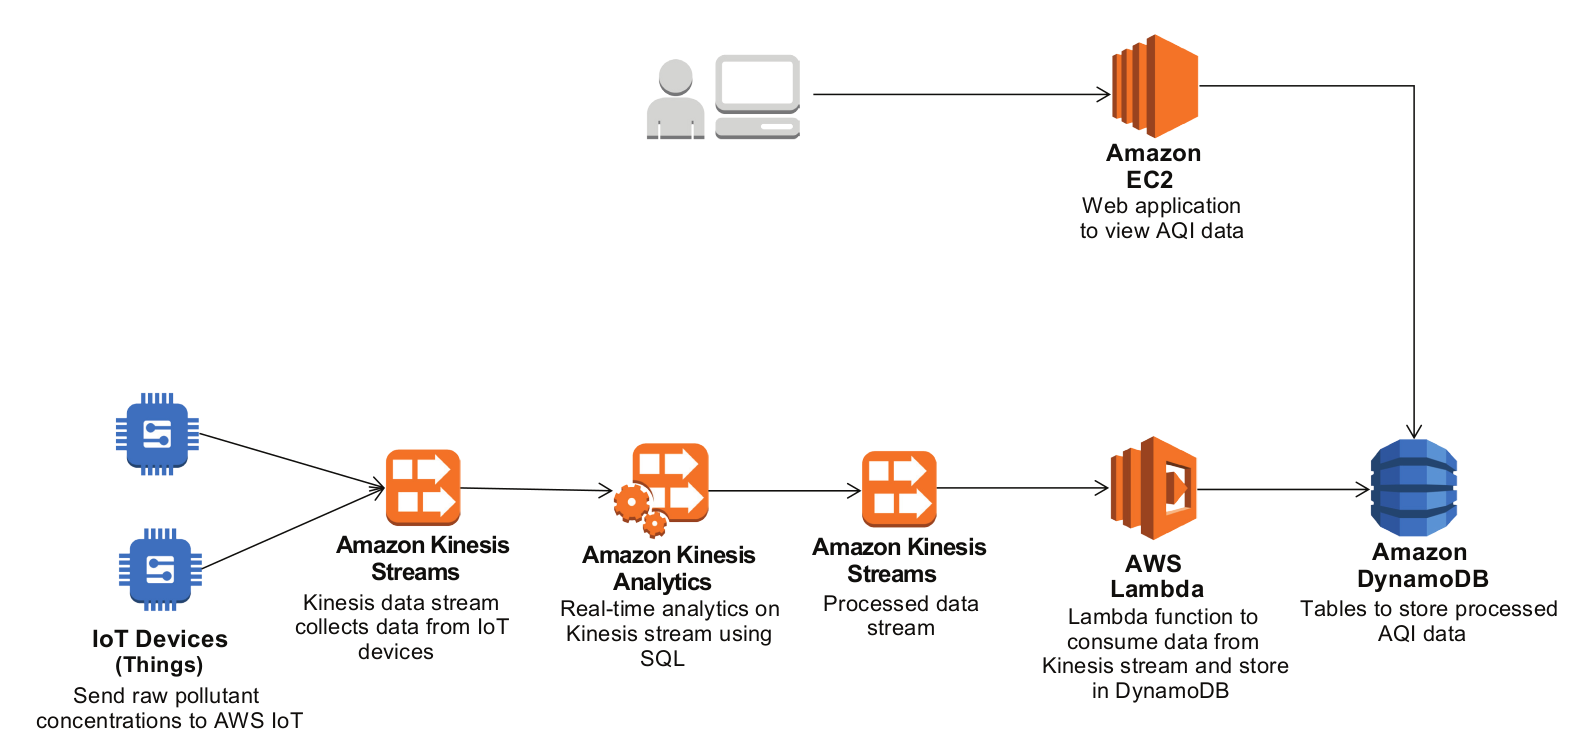 Amazon
EC2
Web application
to view AQI data
IoT Devices
(Things)
Send raw pollutant
concentrations to AWS IoT
Amazon Kinesis
Streams
Kinesis data stream
collects data from IoT
devices
Amazon Kinesis
Analytics
Real-time analytics on
Kinesis stream using
SQL
Amazon Kinesis
Streams
Processed data
stream
AWS
Lambda
Lambda function to
consume data from
Kinesis stream and store
in DynamoDB
Amazon
DynamoDB
Tables to store processed
AQI data